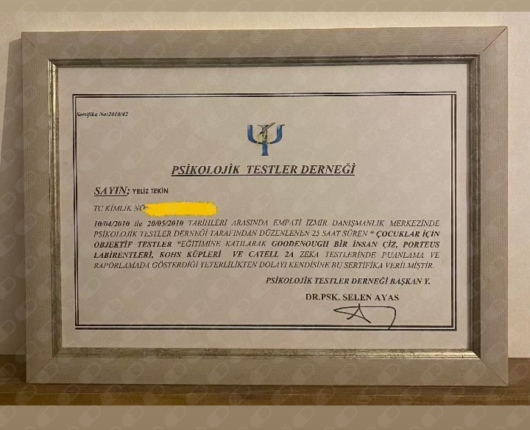 Sertifika No:2010/42
PSİKOLOJİK TESTLER DERNEĞİ
SAYIN; YELİZ TEKİN
TC KİMLİK NO:
10/04/2010 ile 20/05/2010 TARİHLERİ ARASINDA EMPATİ İZMİR DANIŞMANLIK MERKEZİNDE
PSİKOLOJİK TESTLER DERNEĞİ TARAFINDAN DÜZENLENEN 25 SAAT SÜREN “ ÇOCUKLAR İÇİN
OBJEKTİF TESTLER “EĞİTİMİNE KATILARAK GOODENOUGH BİR İNSAN ÇİZ, PORTEUS
LABİRENTLERİ, KOHS KÜPLERİ VE CATELL 2A ZEKA TESTLERİNDE PUANLAMA VE
RAPORLAMADA GÖSTERDİĞİ YETERLİLİKTEN DOLAYI KENDİSİNE BU SERTİFİKA VERİLMİŞTİR.
PSİKOLOJİK TESTLER DERNEĞİ BAŞKAN Y.
DR.PSK. SELEN AYAS